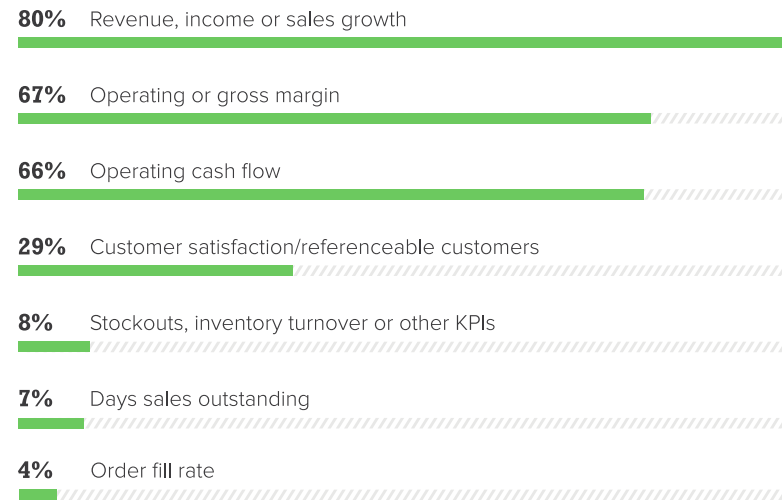 80% Revenue, income or sales growth
67% Operating or gross margin
66% Operating cash flow
29% Customer satisfaction/referenceable customers
8% Stockouts, inventory turnover or other KPIs
7% Days sales outstanding
4% Order fill rate